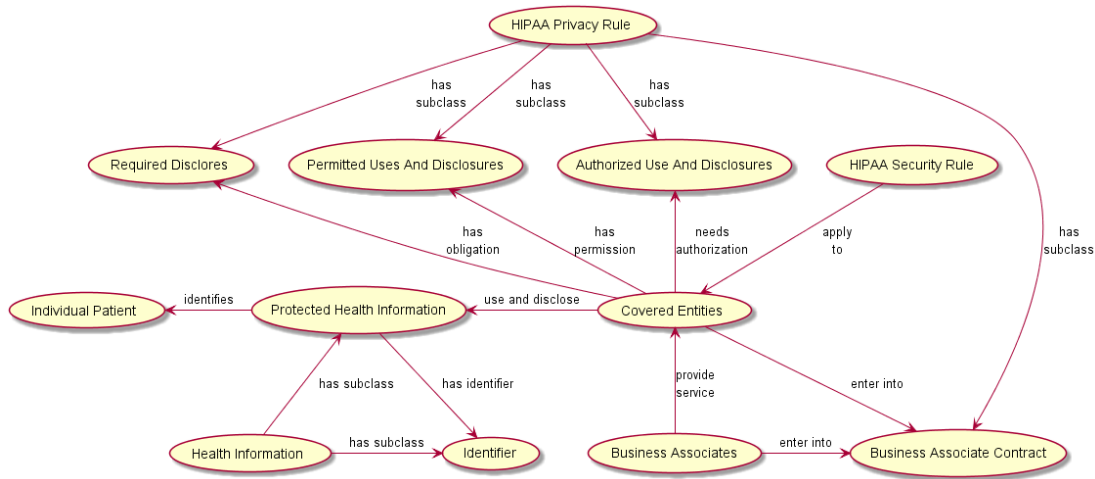 HIPAA Privacy Rule
has
subclass
has
subclass
has
subclass
Required Disclores
Permitted Uses And Disclosures
Authorized Use And Disclosures
HIPAA Security Rule
has
obligation
has
permission
needs
authorization
apply
to
has
subclass
Individual Patient
identifies
Protected Health Information
use and disclose
Covered Entities
has subclass
has identifier
provide
service
enter into
Health Information
has subclass
Identifier
Business Associates
enter into
Business Associate Contract